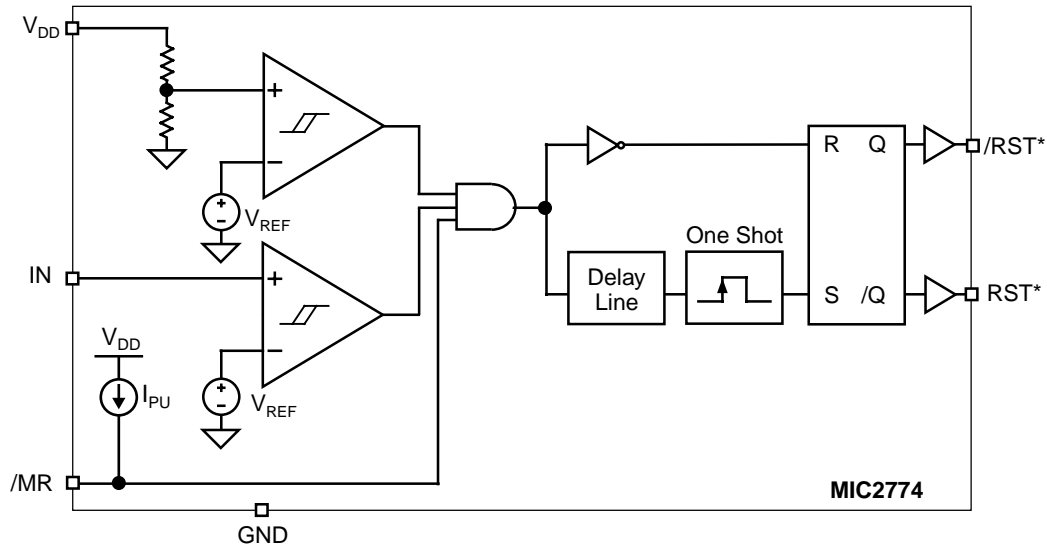 VDD
+
−
VREF
IN
+
−
VREF
VDD
IPU
/MR
GND
R Q
/RST*
One Shot
Delay
Line
S /Q
RST*
MIC2774